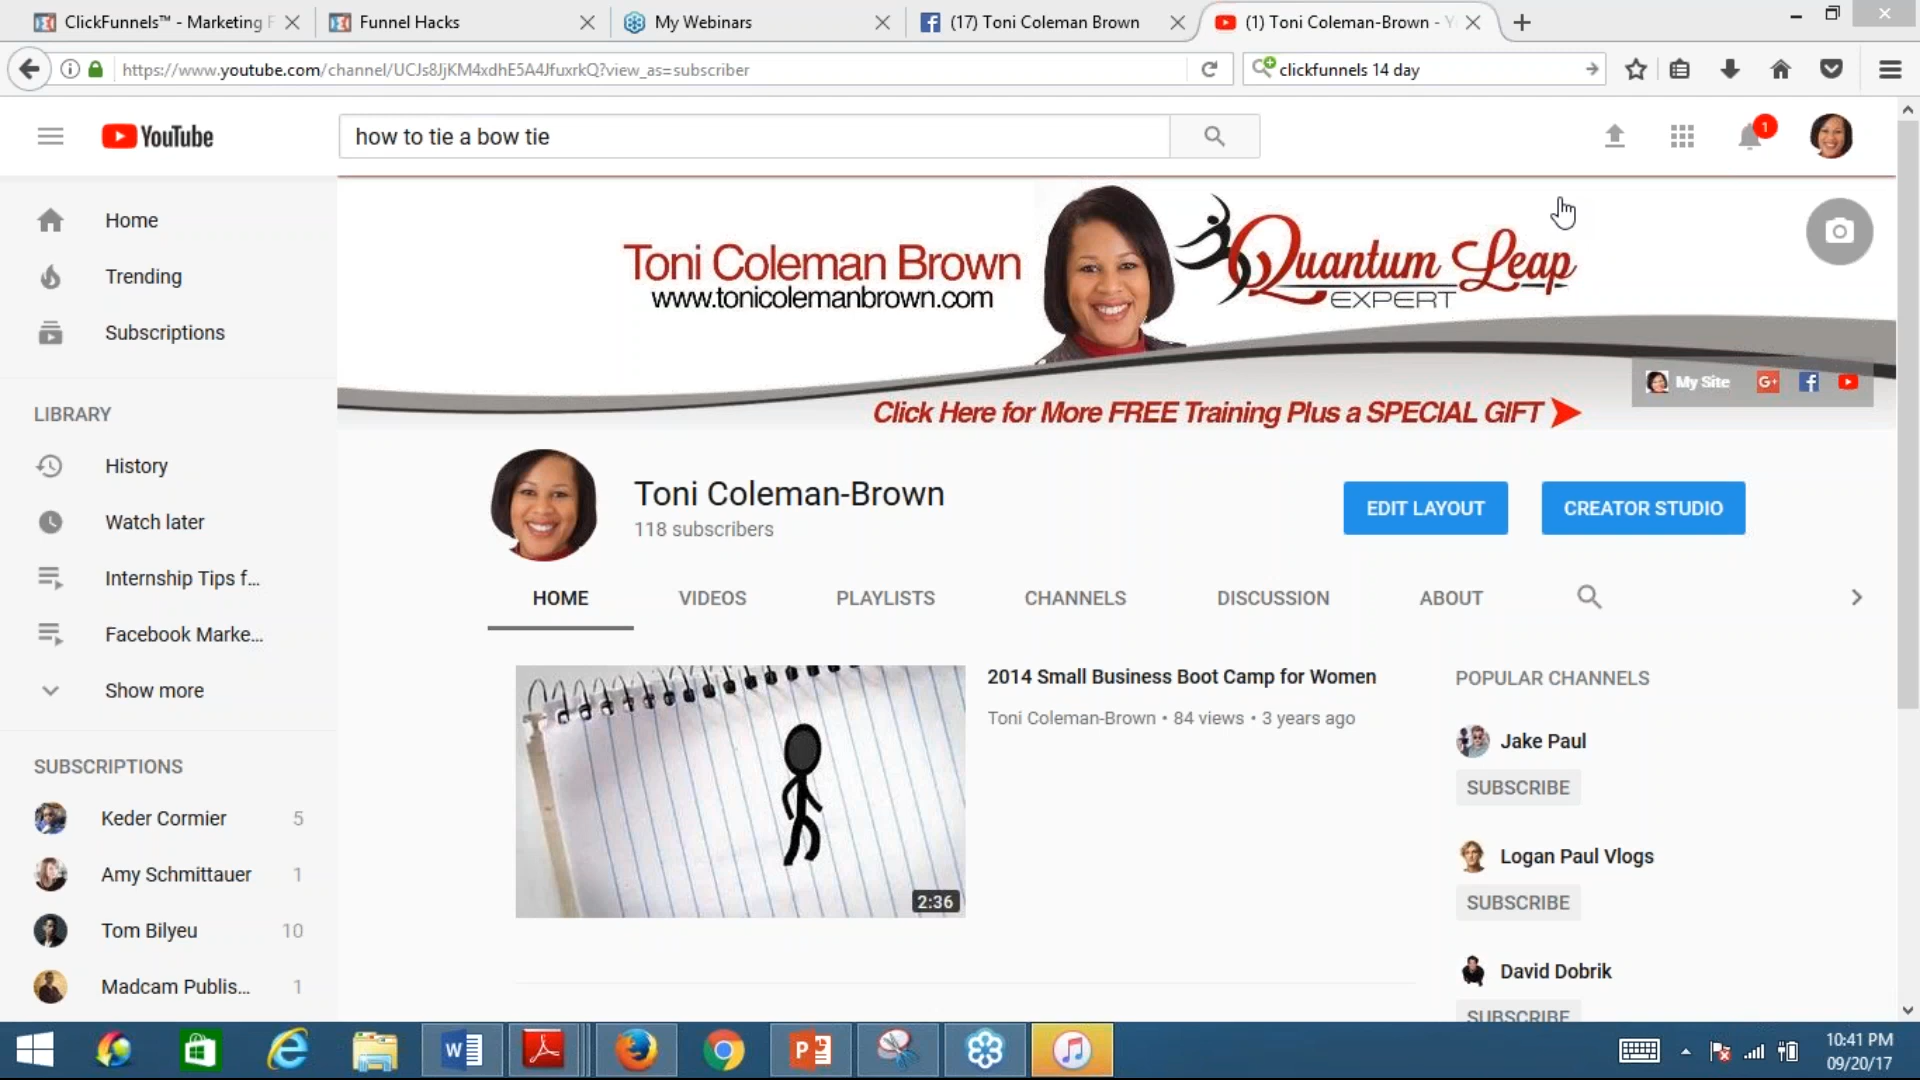 ClickFunnels™ - Marketing F
Funnel Hacks
My Webinars
(17) Toni Coleman Brown
(1) Toni Coleman-Brown - Y
https://www.youtube.com/channel/UCJs8JjKM4xdhE5A4JfuxrkQ?view_as=subscriber
clickfunnels 14 day
YouTube
how to tie a bow tie
1
Home
Trending
Subscriptions
LIBRARY
History
Watch later
Internship Tips f...
Facebook Marke...
Show more
SUBSCRIPTIONS
Keder Cormier 5
Amy Schmittauer 1
Tom Bilyeu 10
Madcam Publis... 1
Toni Coleman Brown
www.tonicolemanbrown.com
Quantum Leap
EXPERT
My Site G+ f
Click Here for More FREE Training Plus a SPECIAL GIFT
Toni Coleman-Brown
118 subscribers
EDIT LAYOUT
CREATOR STUDIO
HOME VIDEOS PLAYLISTS CHANNELS DISCUSSION ABOUT
2:36
2014 Small Business Boot Camp for Women
Toni Coleman-Brown • 84 views • 3 years ago
POPULAR CHANNELS
Jake Paul
SUBSCRIBE
Logan Paul Vlogs
SUBSCRIBE
David Dobrik
SUBSCRIBE
10:41 PM
09/20/17